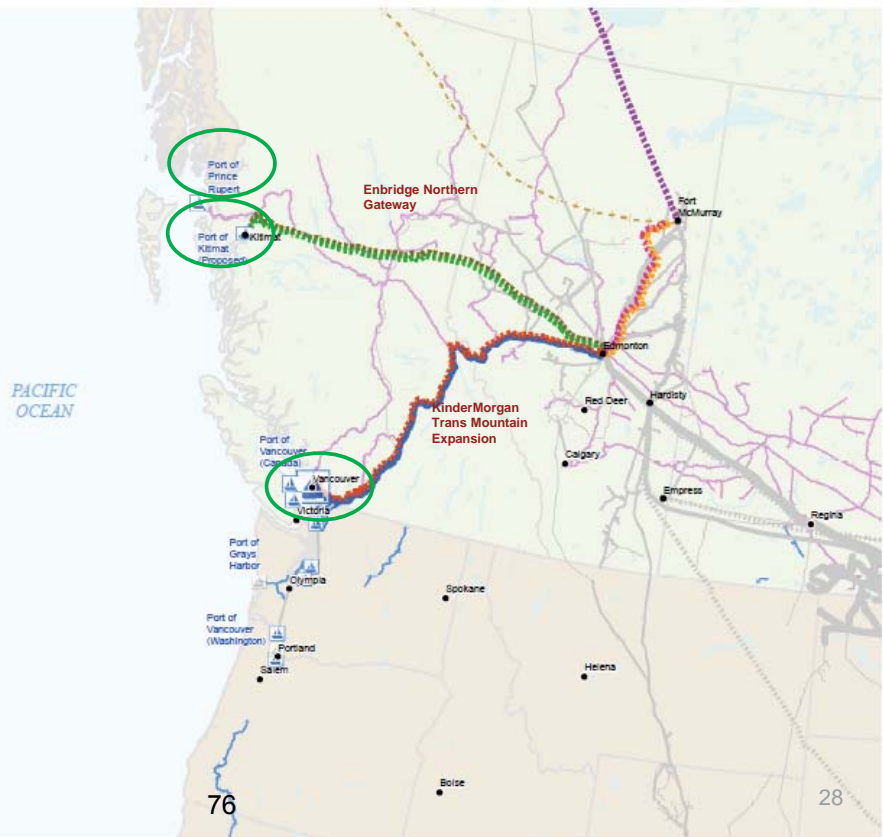 Port of
Prince
Rupert
Enbridge Northern
Gateway
Fort
McMurray
Port of
Kitimat
(Proposed)
Kitimat
Edmonton
PACIFIC
OCEAN
Red Deer
Hardisty
KinderMorgan
Trans Mountain
Expansion
Port of
Vancouver
(Canada)
Calgary
Vancouver
Empress
Victoria
Regina
Port of
Grays
Harbor
Olympia
Spokane
Port of
Vancouver
(Washington)
Portland
Salem
Helena
Boise
76
28